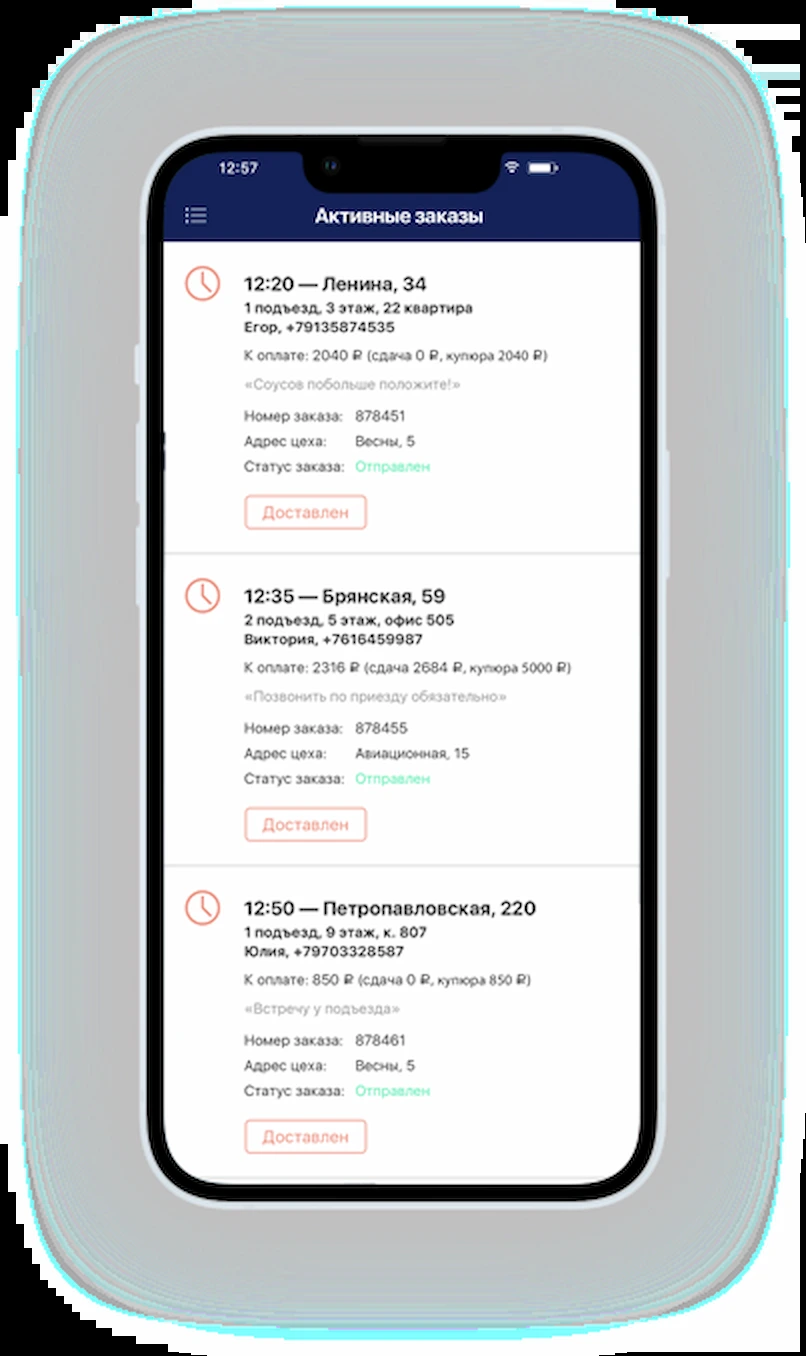 12:57
Активные заказы
12:20 — Ленина, 34
1 подъезд, 3 этаж, 22 квартира
Егор, +79135874535
К оплате: 2040 ₽ (сдача 0 ₽, купюра 2040 ₽)
«Соусов побольше положите!»
Номер заказа: 878451
Адрес цеха: Весны, 5
Статус заказа: Отправлен
Доставлен
12:35 — Брянская, 59
2 подъезд, 5 этаж, офис 505
Виктория, +7616459987
К оплате: 2316 ₽ (сдача 2684 ₽, купюра 5000 ₽)
«Позвонить по приезду обязательно»
Номер заказа: 878455
Адрес цеха: Авиационная, 15
Статус заказа: Отправлен
Доставлен
12:50 — Петропавловская, 220
1 подъезд, 9 этаж, к. 807
Юлия, +79703328587
К оплате: 850 ₽ (сдача 0 ₽, купюра 850 ₽)
«Встречу у подъезда»
Номер заказа: 878461
Адрес цеха: Весны, 5
Статус заказа: Отправлен
Доставлен